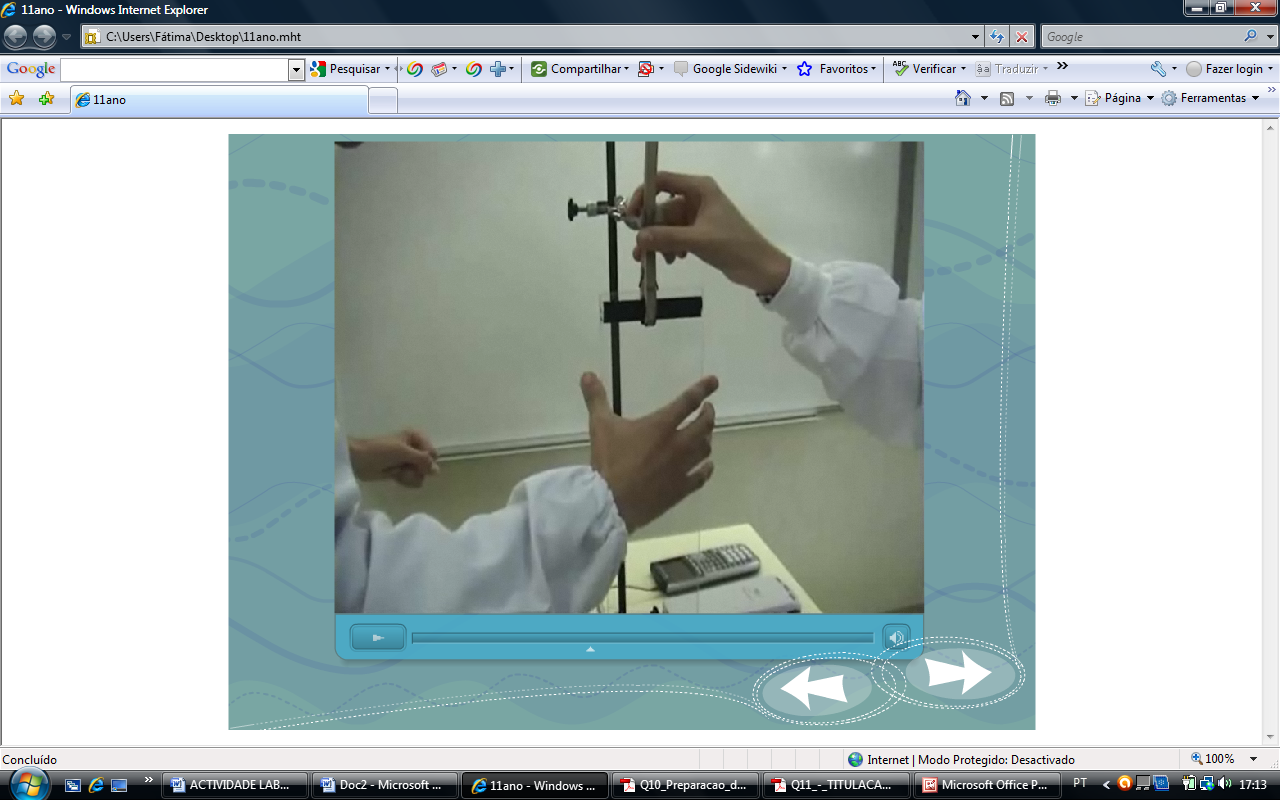 11ano - Windows Internet Explorer
C:\Users\Fátima\Desktop\11ano.mht
Google
Google
Pesquisar
Compartilhar
Google Sidewiki
Favoritos
ABC
Verificar
Traduzir
Fazer login
11ano
Página
Ferramentas
Concluído
Internet | Modo Protegido: Desactivado
100%
ACTIVIDADE LAB...
Doc2 - Microsoft ...
11ano - Windows ...
Q10_Preparacao_d...
Q11_-_TITULACA...
Microsoft Office P...
PT
17:13